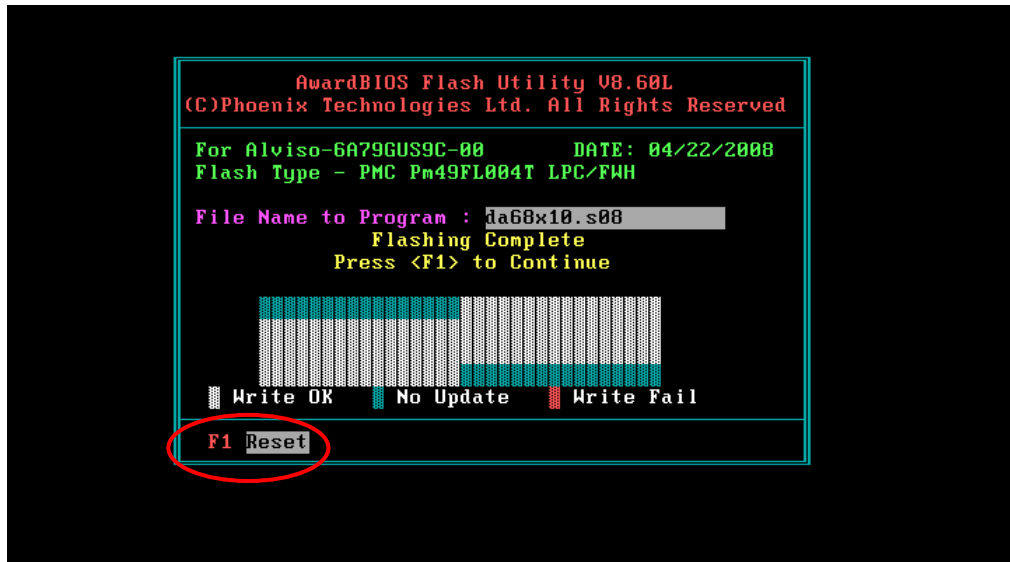 AwardBIOS Flash Utility V8.60L
(C)Phoenix Technologies Ltd. All Rights Reserved
For Alviso-6A79GUS9C-00 DATE: 04/22/2008
Flash Type - PMC Pm49FL004T LPC/FWH
File Name to Program : da68x10.s08
Flashing Complete
Press <F1> to Continue
Write OK No Update Write Fail
F1 Reset